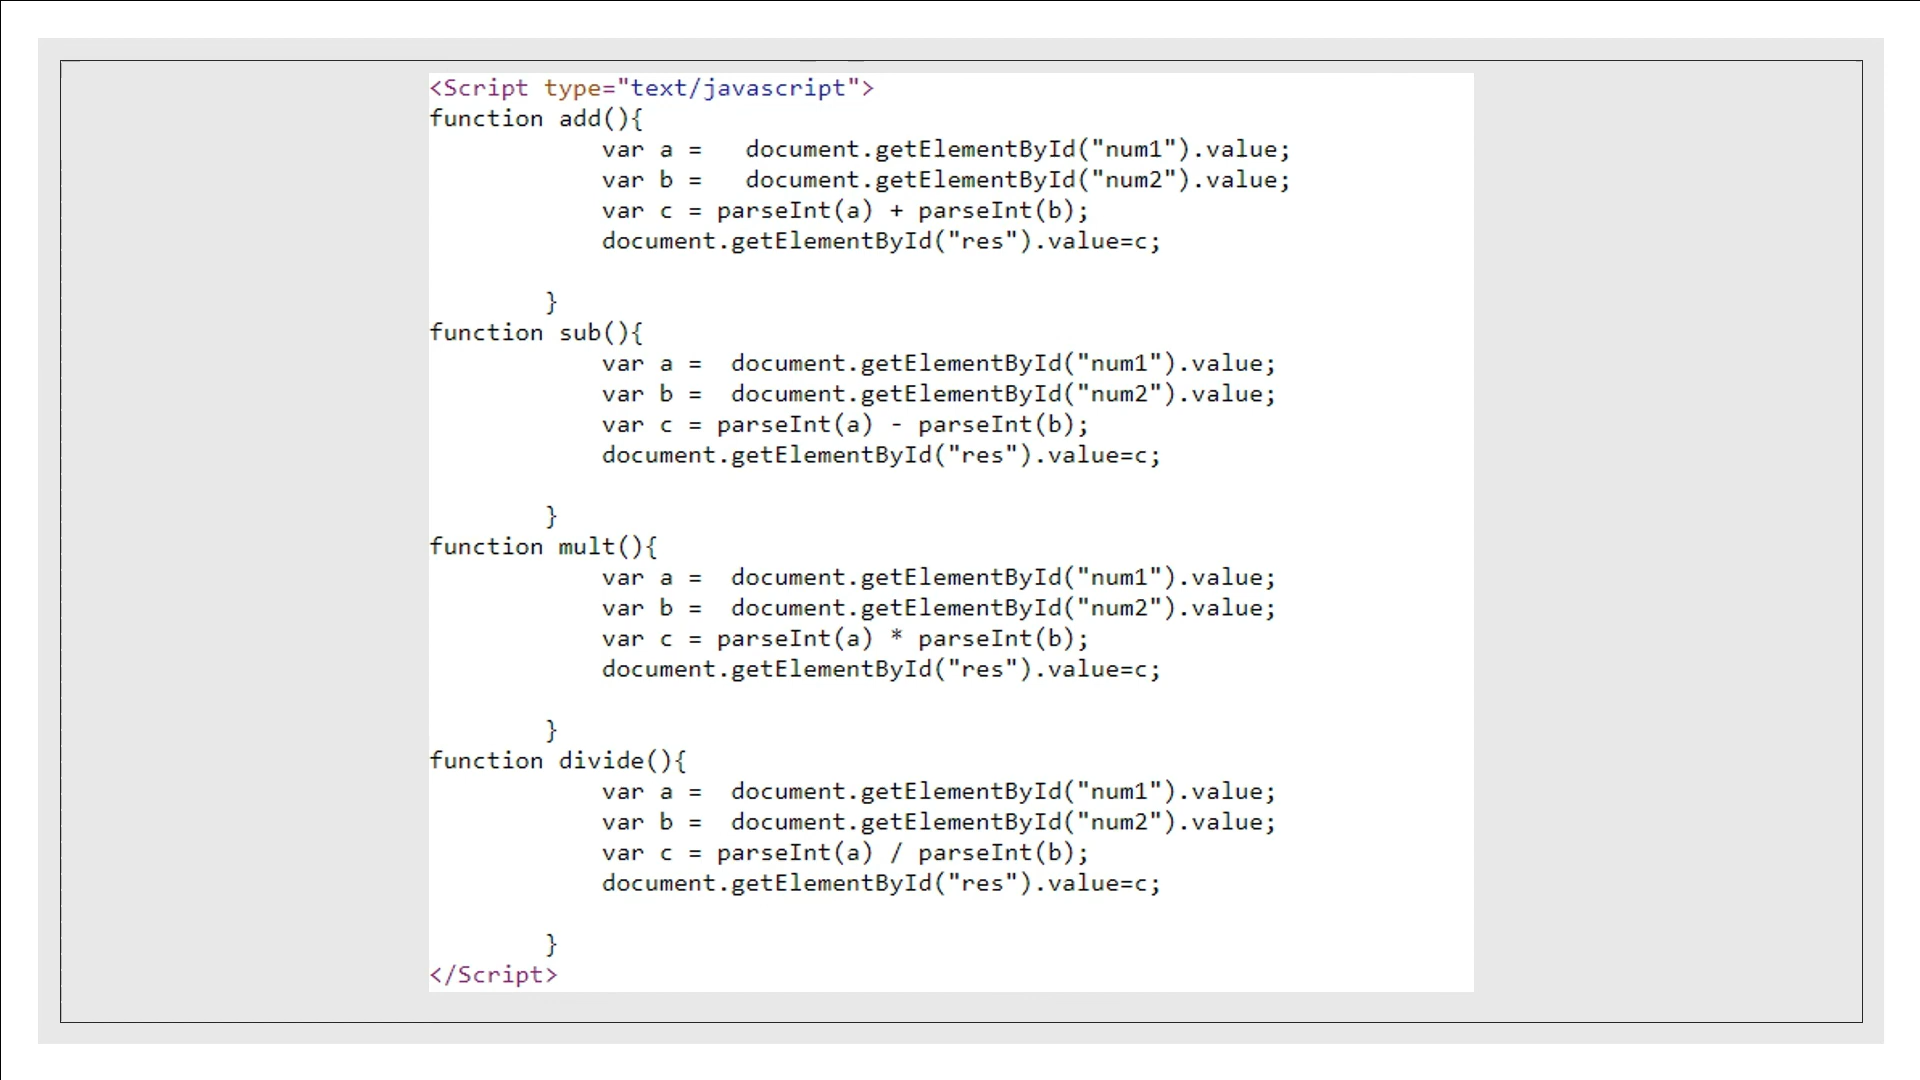 <Script type="text/javascript">
function add(){
            var a =   document.getElementById("num1").value;
            var b =   document.getElementById("num2").value;
            var c = parseInt(a) + parseInt(b);
            document.getElementById("res").value=c;

        }
function sub(){
            var a =  document.getElementById("num1").value;
            var b =  document.getElementById("num2").value;
            var c = parseInt(a) - parseInt(b);
            document.getElementById("res").value=c;

        }
function mult(){
            var a =  document.getElementById("num1").value;
            var b =  document.getElementById("num2").value;
            var c = parseInt(a) * parseInt(b);
            document.getElementById("res").value=c;

        }
function divide(){
            var a =  document.getElementById("num1").value;
            var b =  document.getElementById("num2").value;
            var c = parseInt(a) / parseInt(b);
            document.getElementById("res").value=c;

        }
</Script>